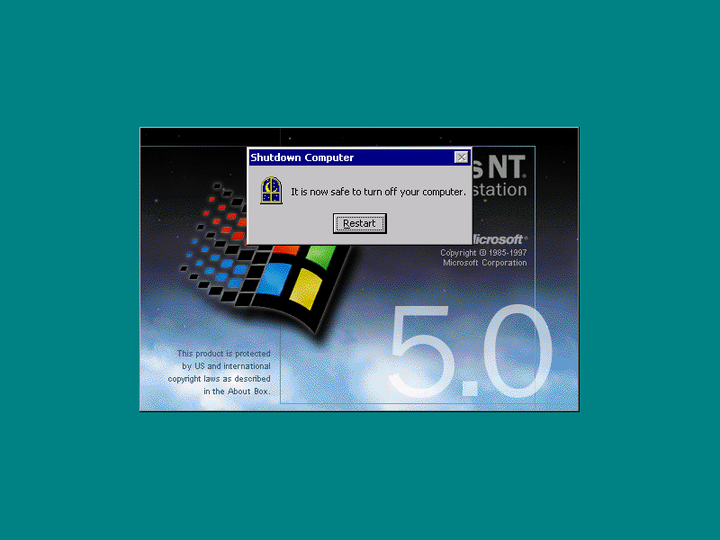 Shutdown Computer
It is now safe to turn off your computer.
Restart
s NT®
station
Microsoft®
Copyright © 1985-1997
Microsoft Corporation
5.0
This product is protected
by US and international
copyright laws as described
in the About Box.